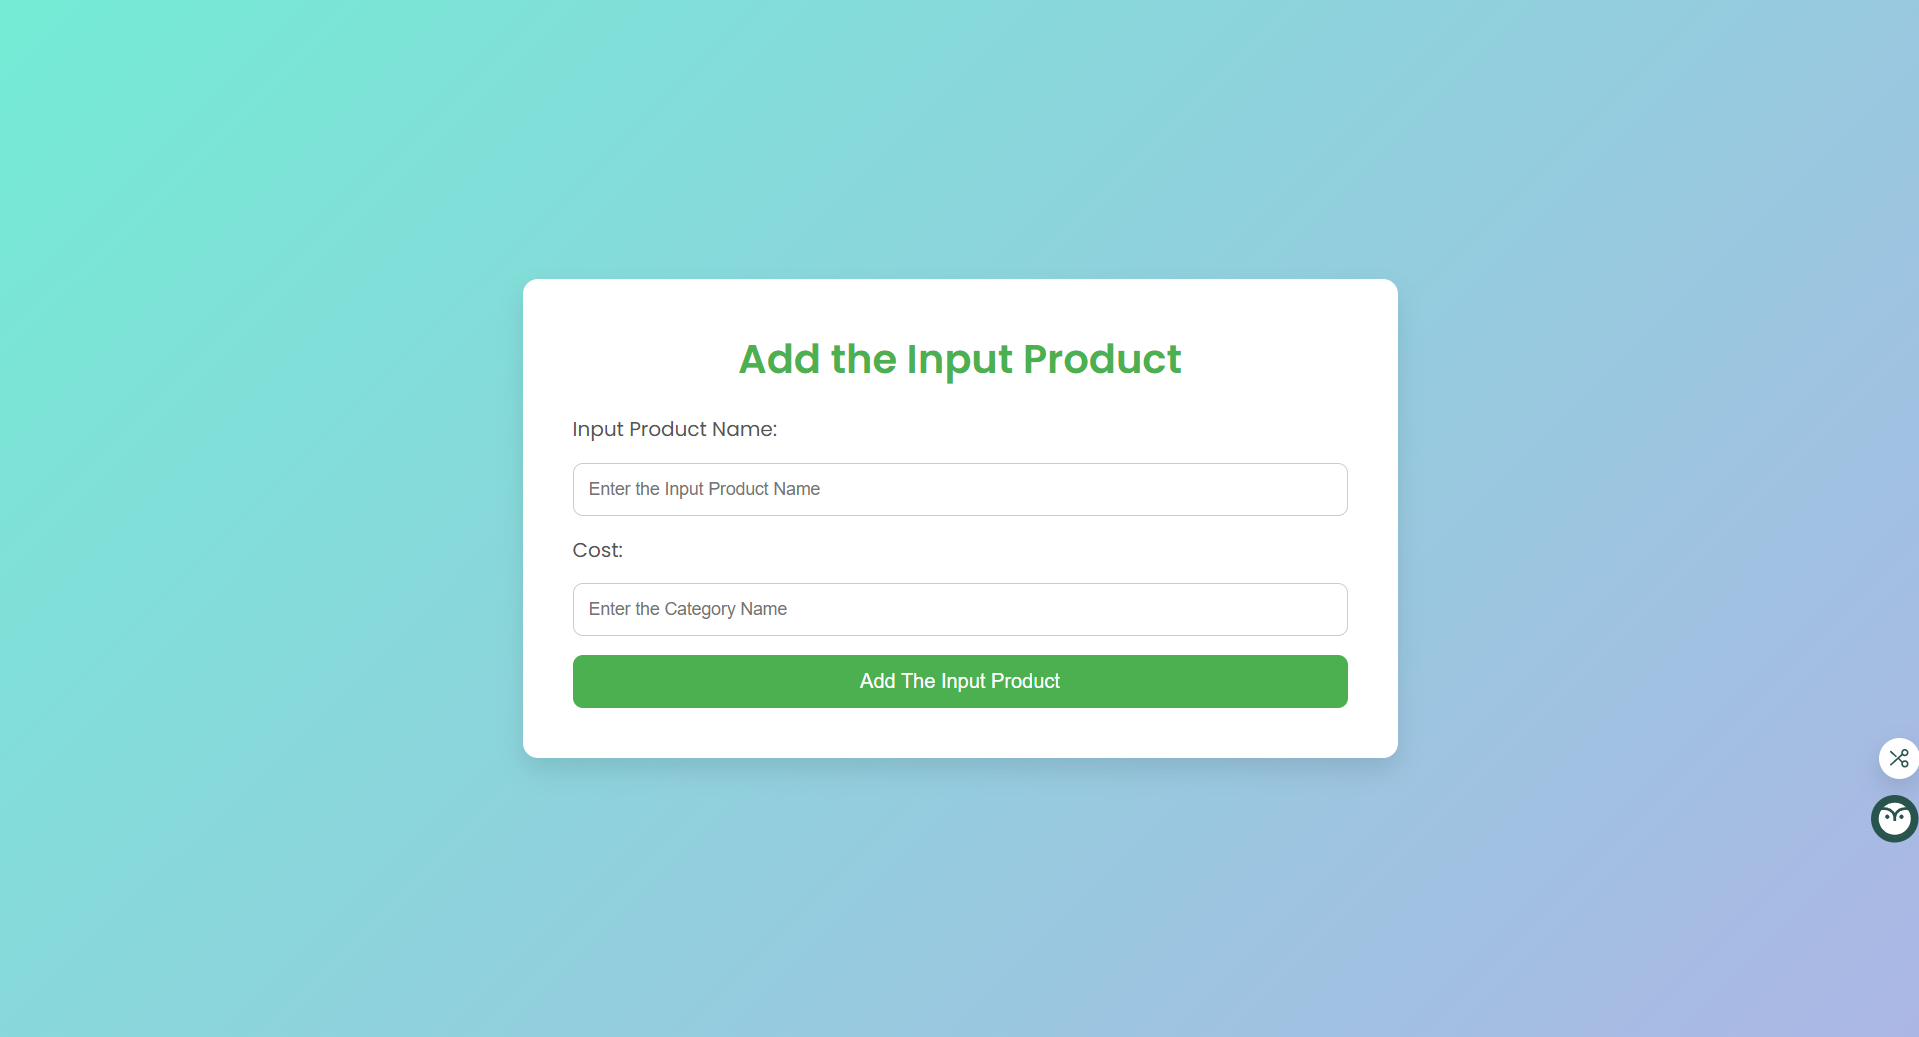 Add the Input Product
Input Product Name:
Enter the Input Product Name
Cost:
Enter the Category Name
Add The Input Product